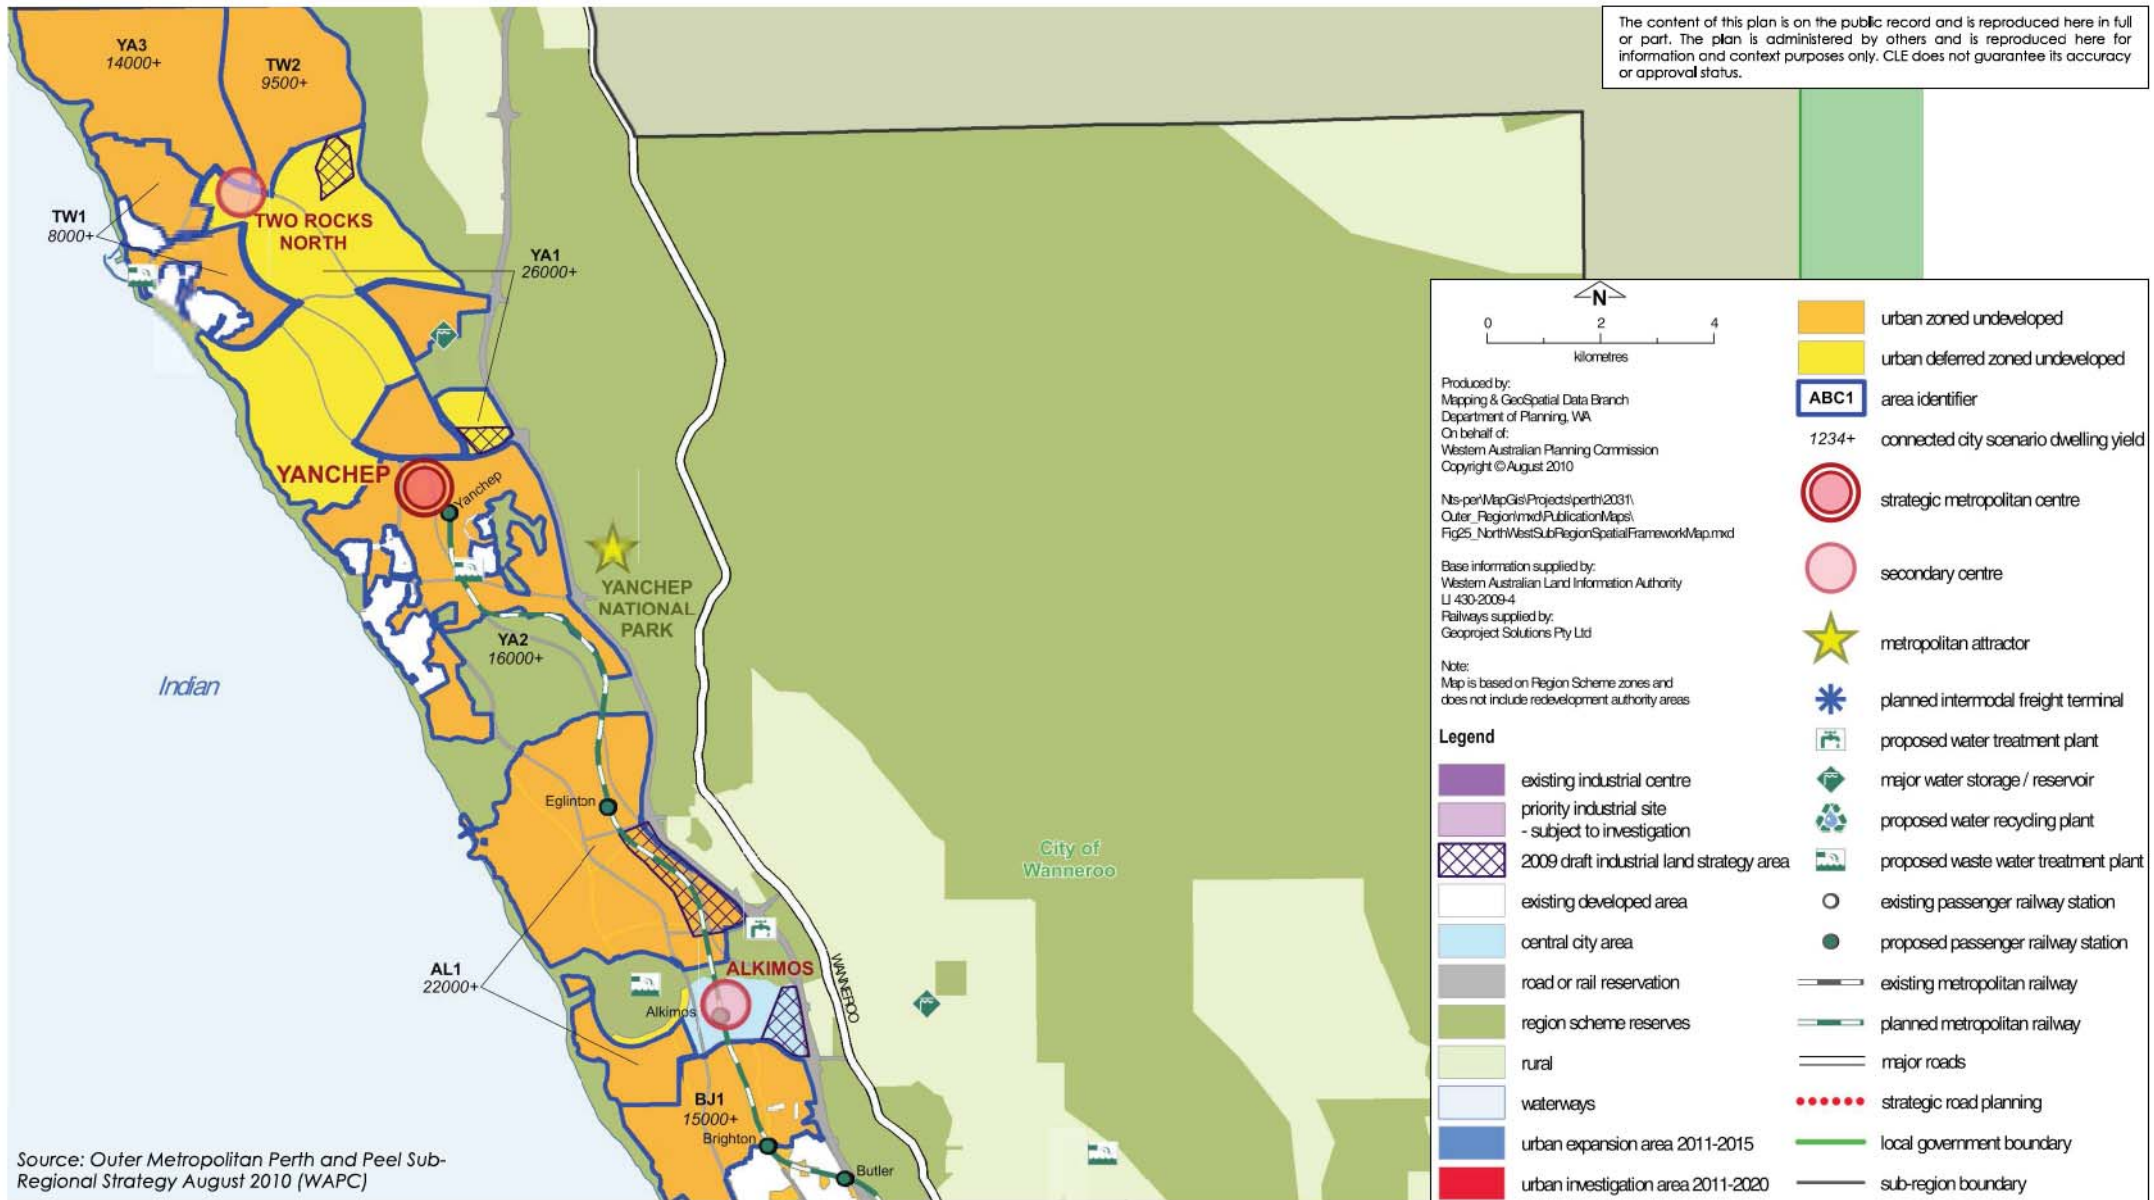 The content of this plan is on the public record and is reproduced here in full
or part. The plan is administered by others and is reproduced here for
information and context purposes only. CLE does not guarantee its accuracy
or approval status.
YA3
14000+
TW2
9500+
TW1
8000+
TWO ROCKS
NORTH
YA1
26000+
YANCHEP
Yanchep
YANCHEP
NATIONAL
PARK
YA2
16000+
Indian
Eglinton
City of
Wanneroo
AL1
22000+
ALKIMOS
Alkimos
WANNEROO
BJ1
15000+
Brighton
Butler
Source: Outer Metropolitan Perth and Peel Sub-
Regional Strategy August 2010 (WAPC)
N
0 2 4
kilometres
Produced by:
Mapping & GeoSpatial Data Branch
Department of Planning, WA
On behalf of:
Western Australian Planning Commission
Copyright © August 2010
Nts-per\MapGis\Projects\perth\2031\
Outer_Region\mxd\PublicationMaps\
Fig25_NorthWestSubRegionSpatialFrameworkMap.mxd
Base information supplied by:
Western Australian Land Information Authority
LI 430-2009-4
Railways supplied by:
Geoproject Solutions Pty Ltd
Note:
Map is based on Region Scheme zones and
does not include redevelopment authority areas
Legend
existing industrial centre
priority industrial site
- subject to investigation
2009 draft industrial land strategy area
existing developed area
central city area
road or rail reservation
region scheme reserves
rural
waterways
urban expansion area 2011-2015
urban investigation area 2011-2020
urban zoned undeveloped
urban deferred zoned undeveloped
ABC1 area identifier
1234+ connected city scenario dwelling yield
strategic metropolitan centre
secondary centre
metropolitan attractor
planned intermodal freight terminal
proposed water treatment plant
major water storage / reservoir
proposed water recycling plant
proposed waste water treatment plant
existing passenger railway station
proposed passenger railway station
existing metropolitan railway
planned metropolitan railway
major roads
strategic road planning
local government boundary
sub-region boundary